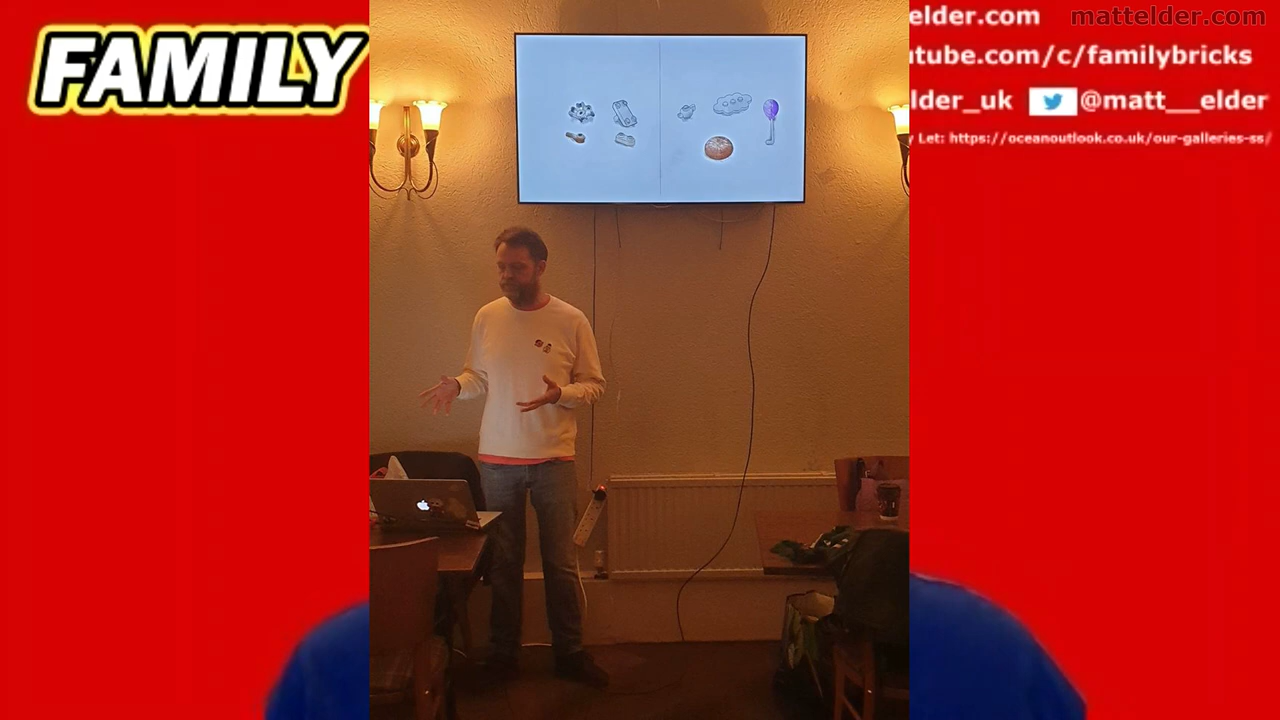 FAMILY
elder.com
mattelder.com
utube.com/c/familybricks
lder_uk
@matt__elder
y Let: https://oceanoutlook.co.uk/our-galleries-ss/